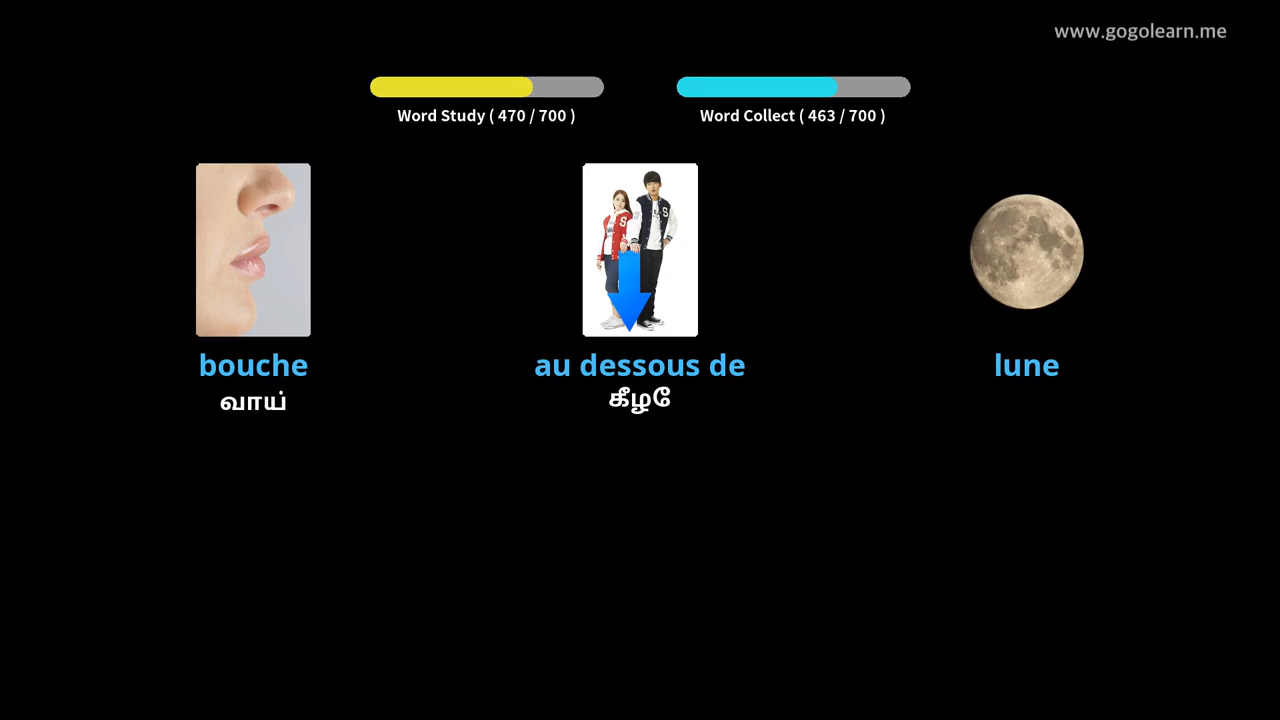 www.gogolearn.me
Word Study ( 470 / 700 )
Word Collect ( 463 / 700 )
S
S
bouche
au dessous de
lune
வாய்
கீழே